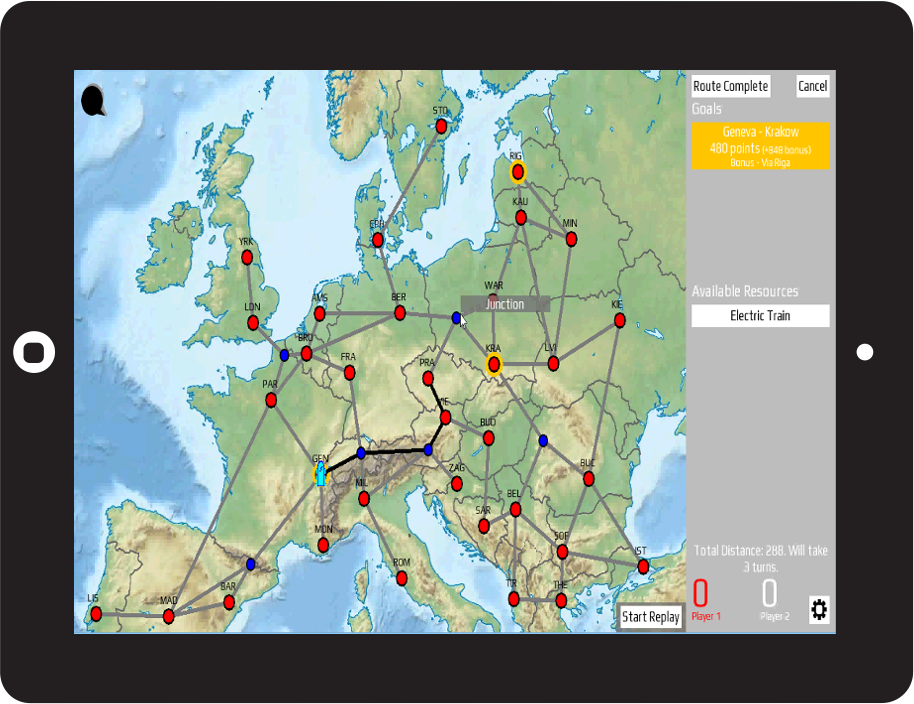 Route Complete
Cancel
Goals
Geneva - Krakow
480 points (+848 bonus)
Bonus - Via Riga
STO
RIG
KAU
MIN
YRK
LON
AMS
BER
WAR
Junction
KIE
Available Resources
Electric Train
BRU
FRA
PRA
KRA
LVI
PAR
BUD
GEN
MIL
ZAG
BUC
SAR
BEL
MON
SOF
IST
ROM
BAR
LIS
MAD
TIR
THE
Total Distance: 288. Will take
3 turns.
0
0
Player 1
Player 2
Start Replay